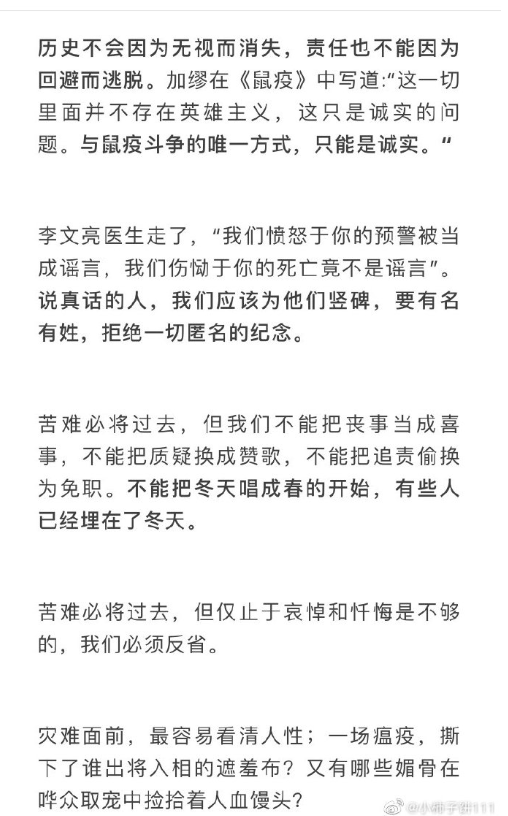 历史不会因为无视而消失，责任也不能因为
回避而逃脱。加缪在《鼠疫》中写道:“这一切
里面并不存在英雄主义，这只是诚实的问
题。与鼠疫斗争的唯一方式，只能是诚实。“
李文亮医生走了，“我们愤怒于你的预警被当
成谣言，我们伤恸于你的死亡竟不是谣言”。
说真话的人，我们应该为他们竖碑，要有名
有姓，拒绝一切匿名的纪念。
苦难必将过去，但我们不能把丧事当成喜
事，不能把质疑换成赞歌，不能把追责偷换
为免职。不能把冬天唱成春的开始，有些人
已经埋在了冬天。
苦难必将过去，但仅止于哀悼和忏悔是不够
的，我们必须反省。
灾难面前，最容易看清人性；一场瘟疫，撕
下了谁出将入相的遮羞布？又有哪些媚骨在
哗众取宠中捡拾着人血馒头？
@小椰子饼111